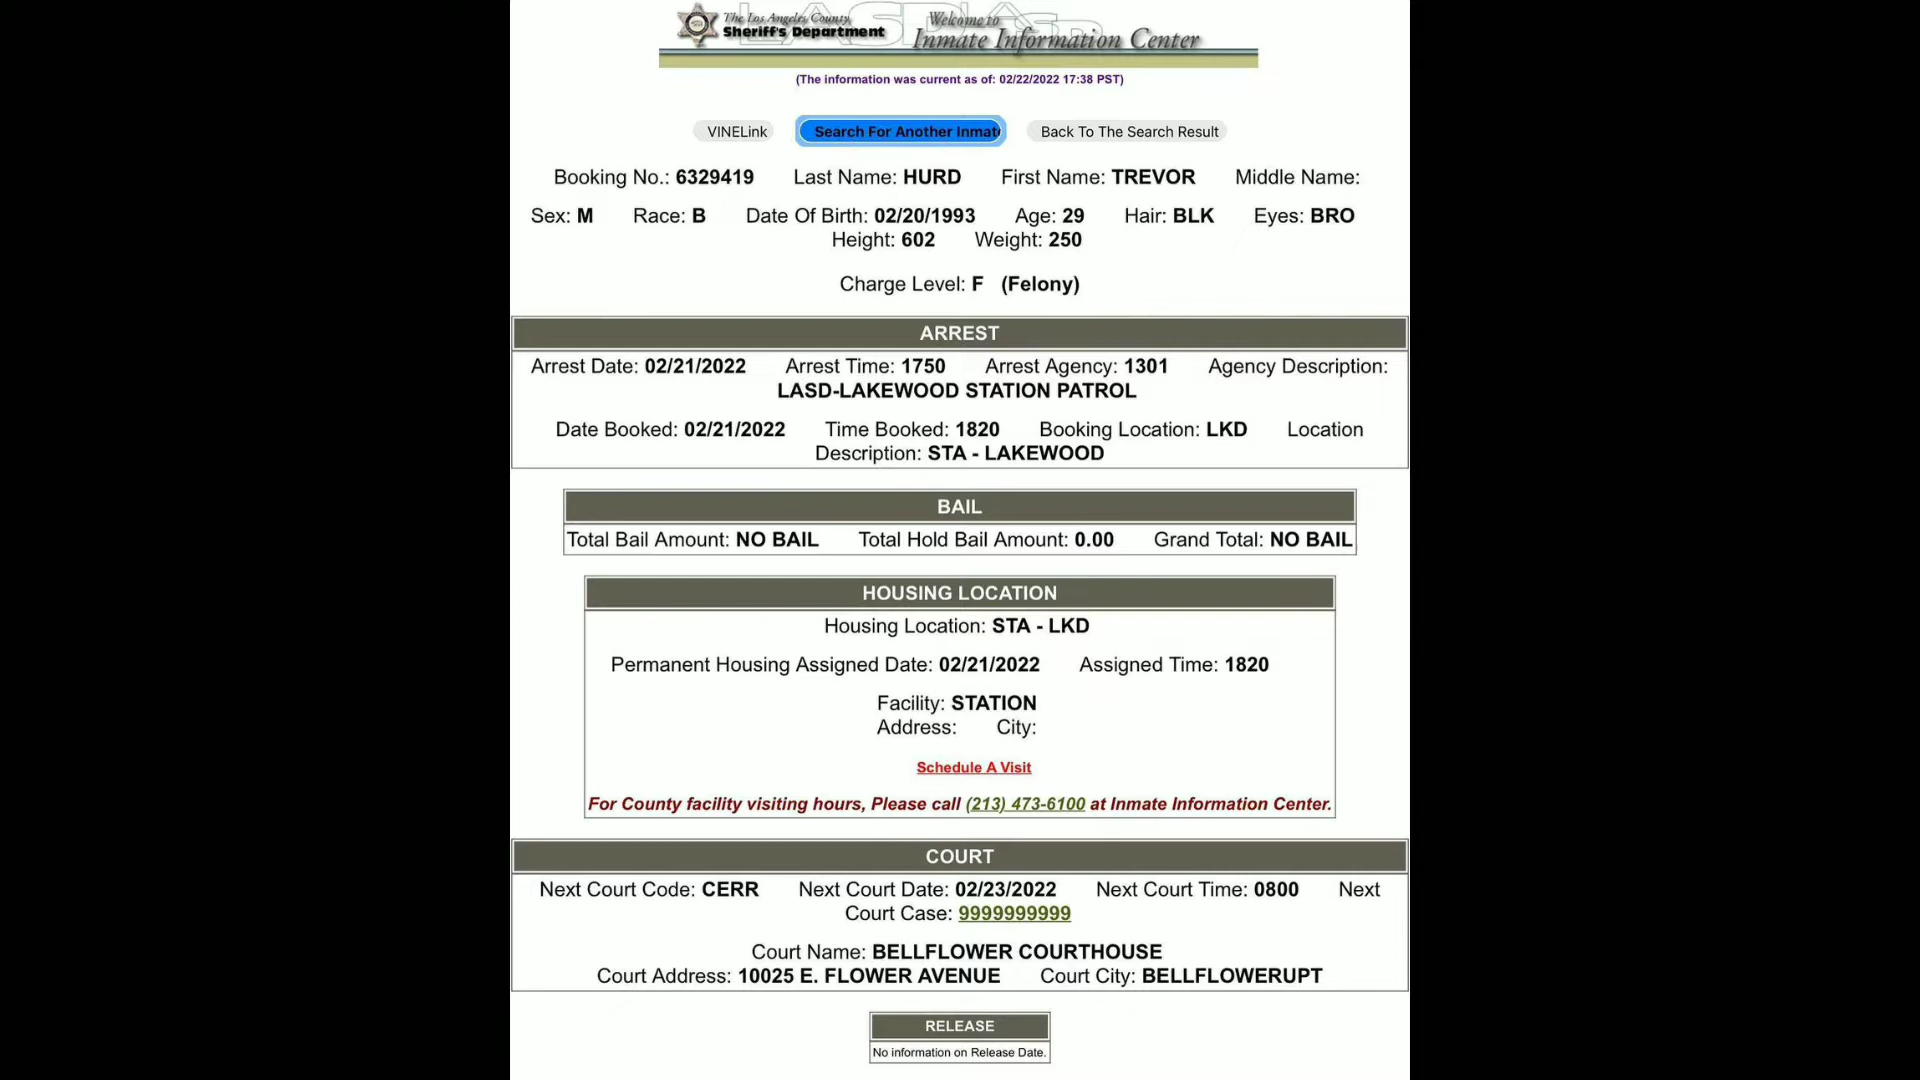 The Los Angeles County
Sheriff's Department
Welcome to
Inmate Information Center
(The information was current as of: 02/22/2022 17:38 PST)
VINELink Search For Another Inmat Back To The Search Result
Booking No.: 6329419 Last Name: HURD First Name: TREVOR Middle Name:
Sex: M Race: B Date Of Birth: 02/20/1993 Age: 29 Hair: BLK Eyes: BRO
Height: 602 Weight: 250
Charge Level: F (Felony)
ARREST
Arrest Date: 02/21/2022 Arrest Time: 1750 Arrest Agency: 1301 Agency Description:
LASD-LAKEWOOD STATION PATROL
Date Booked: 02/21/2022 Time Booked: 1820 Booking Location: LKD Location
Description: STA - LAKEWOOD
BAIL
Total Bail Amount: NO BAIL Total Hold Bail Amount: 0.00 Grand Total: NO BAIL
HOUSING LOCATION
Housing Location: STA - LKD
Permanent Housing Assigned Date: 02/21/2022 Assigned Time: 1820
Facility: STATION
Address: City:
Schedule A Visit
For County facility visiting hours, Please call (213) 473-6100 at Inmate Information Center.
COURT
Next Court Code: CERR Next Court Date: 02/23/2022 Next Court Time: 0800 Next
Court Case: 9999999999
Court Name: BELLFLOWER COURTHOUSE
Court Address: 10025 E. FLOWER AVENUE Court City: BELLFLOWERUPT
RELEASE
No information on Release Date.